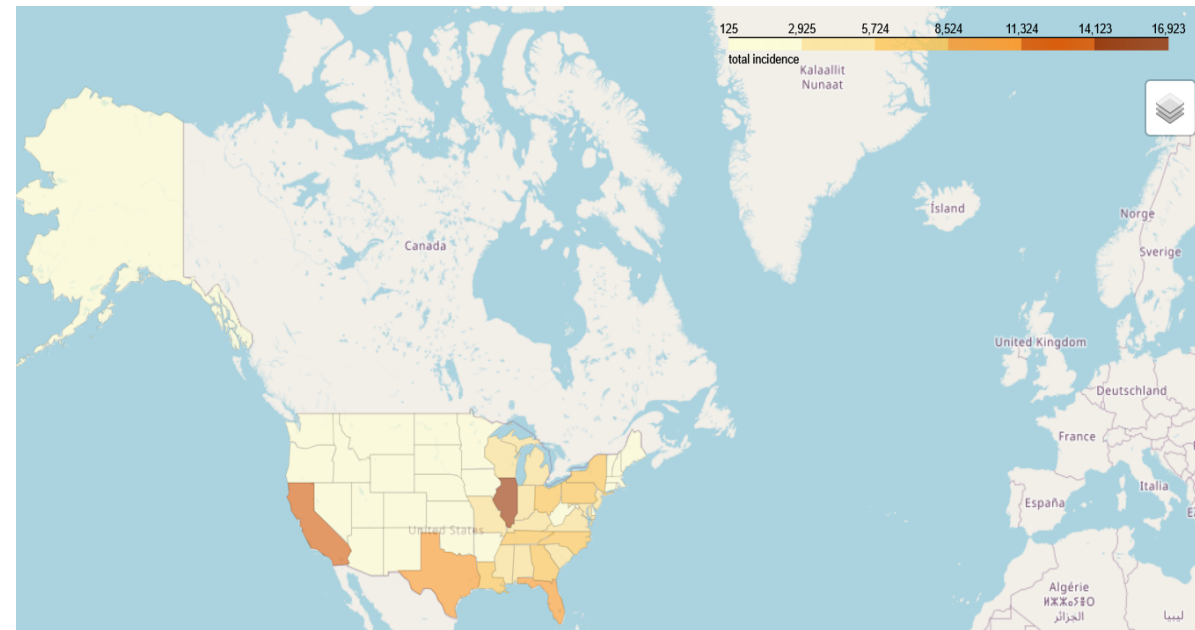 125 2,925 5,724 8,524 11,324 14,123 16,923
total incidence
Kalaallit
Nunaat
Ísland
Norge
Sverige
Canada
United Kingdom
Deutschland
France
Italia
España
United States
Algérie
الجزائر
ليبيا